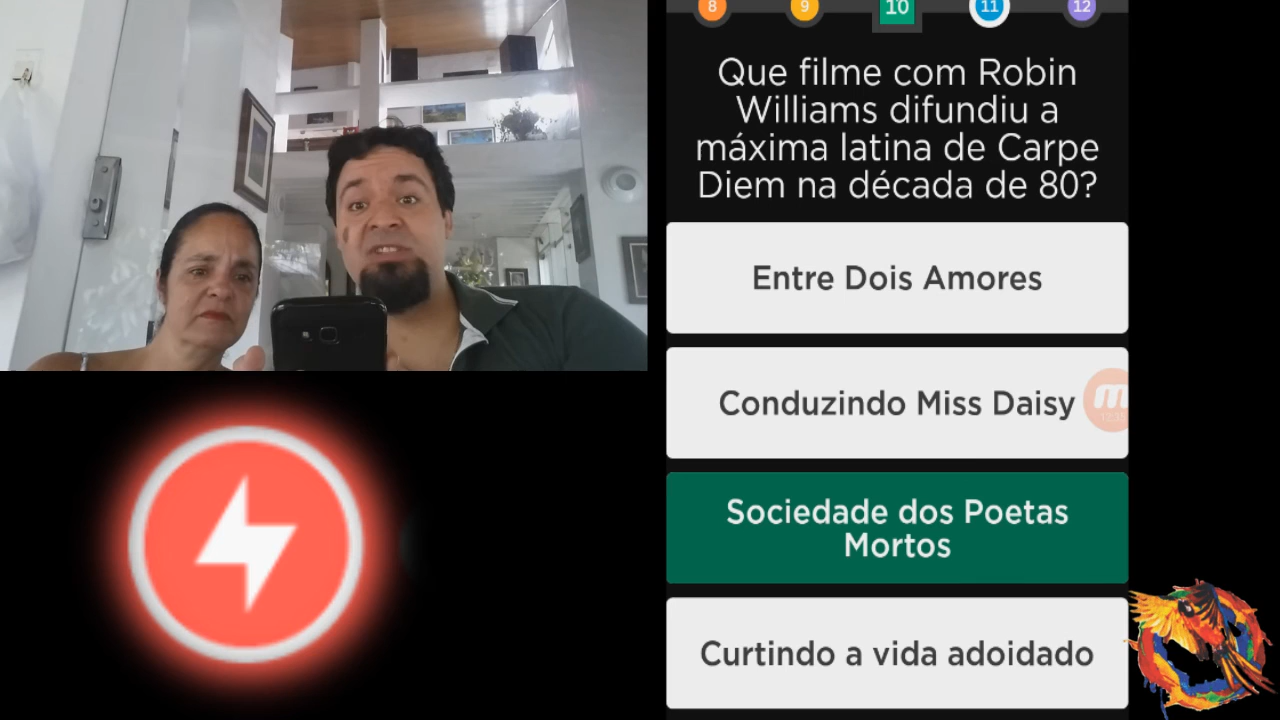 8
9
10
11
12
Que filme com Robin
Williams difundiu a
máxima latina de Carpe
Diem na década de 80?
Entre Dois Amores
Conduzindo Miss Daisy
Sociedade dos Poetas
Mortos
Curtindo a vida adoidado